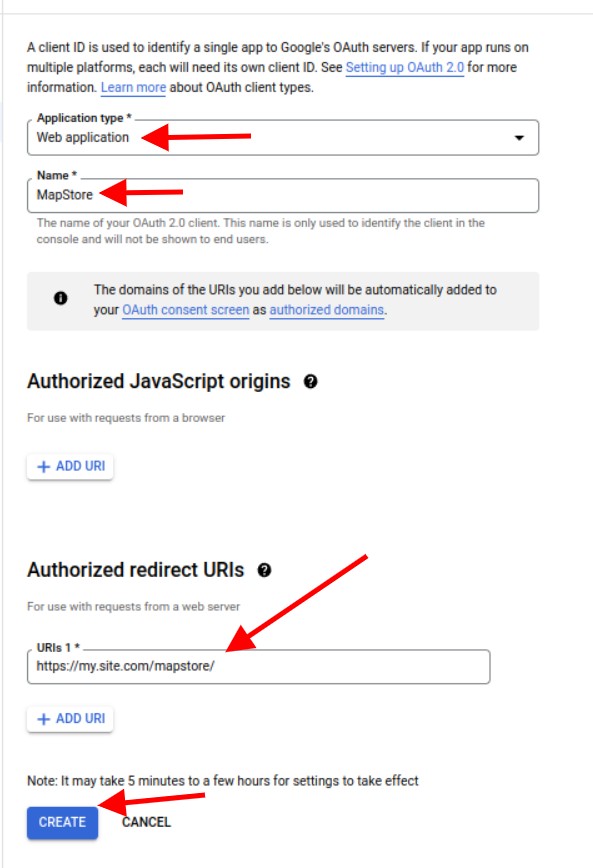 A client ID is used to identify a single app to Google's OAuth servers. If your app runs on
multiple platforms, each will need its own client ID. See Setting up OAuth 2.0 for more
information. Learn more about OAuth client types.
Application type *
Web application
Name *
MapStore
The name of your OAuth 2.0 client. This name is only used to identify the client in the
console and will not be shown to end users.
The domains of the URIs you add below will be automatically added to
your OAuth consent screen as authorized domains.
Authorized JavaScript origins
For use with requests from a browser
+ ADD URI
Authorized redirect URIs
For use with requests from a web server
URIs 1 *
https://my.site.com/mapstore/
+ ADD URI
Note: It may take 5 minutes to a few hours for settings to take effect
CREATE CANCEL